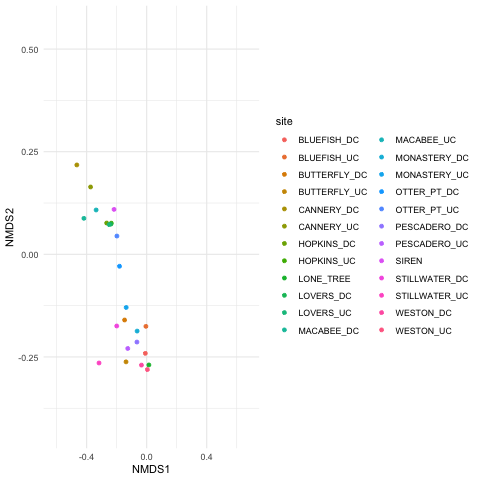 site
0.50
0.25
0.00
-0.25
NMDS2
-0.4
0.0
0.4
NMDS1
BLUEFISH_DC
BLUEFISH_UC
BUTTERFLY_DC
BUTTERFLY_UC
CANNERY_DC
CANNERY_UC
HOPKINS_DC
HOPKINS_UC
LONE_TREE
LOVERS_DC
LOVERS_UC
MACABEE_DC
MACABEE_UC
MONASTERY_DC
MONASTERY_UC
OTTER_PT_DC
OTTER_PT_UC
PESCADERO_DC
PESCADERO_UC
SIREN
STILLWATER_DC
STILLWATER_UC
WESTON_DC
WESTON_UC